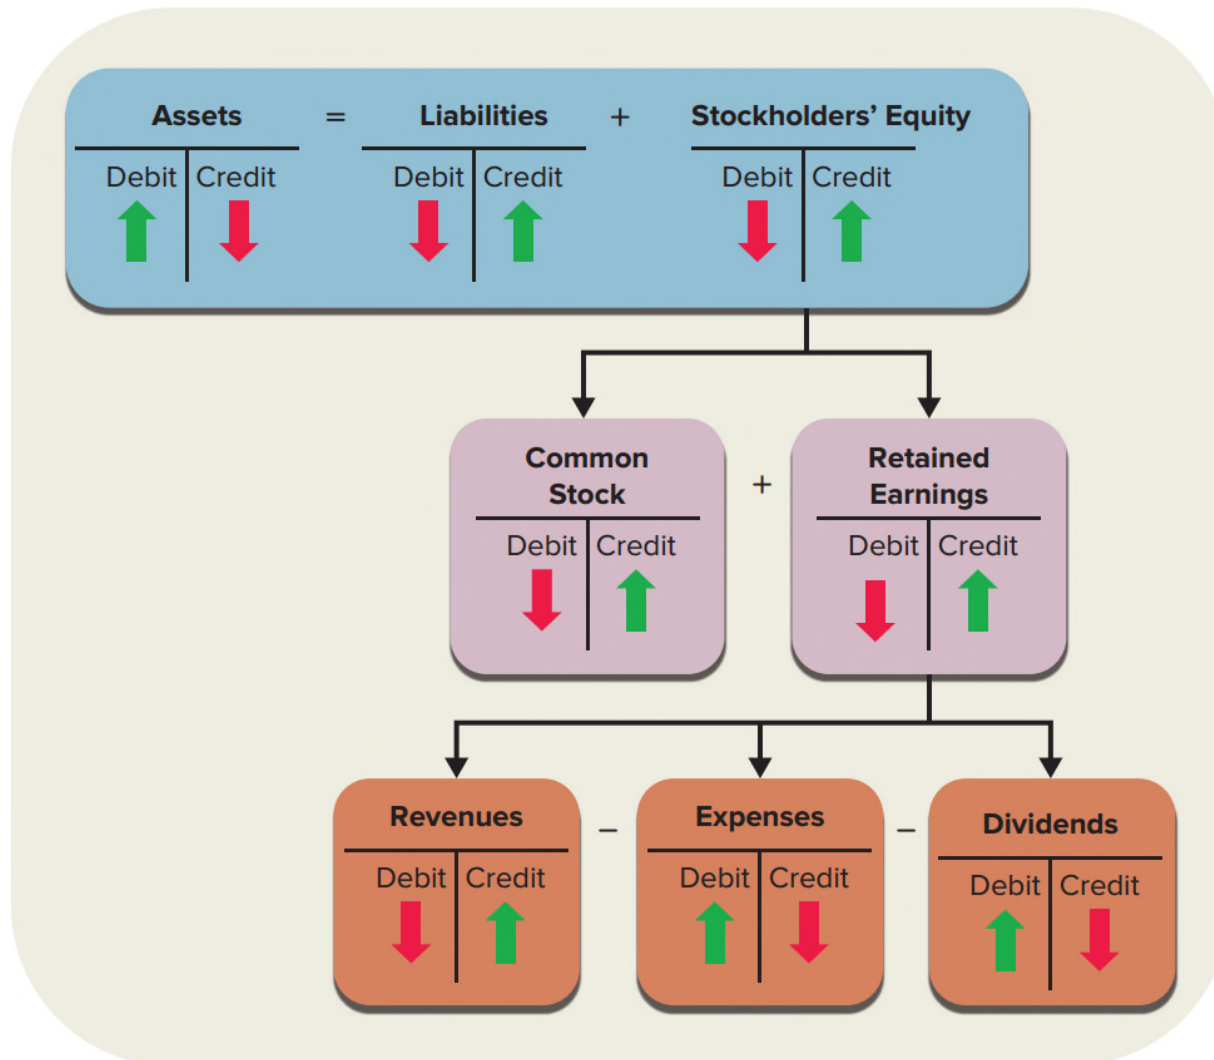 Assets = Liabilities + Stockholders’ Equity
Debit Credit Debit Credit Debit Credit
Common Stock + Retained Earnings
Debit Credit Debit Credit
Revenues – Expenses – Dividends
Debit Credit Debit Credit Debit Credit